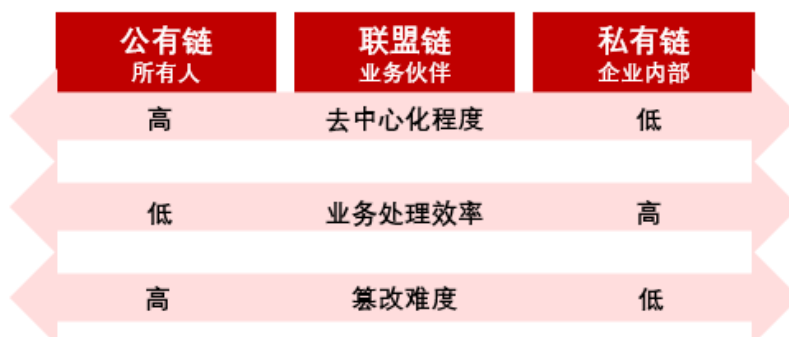 公有链 联盟链 私有链
所有人 业务伙伴 企业内部
高 去中心化程度 低
低 业务处理效率 高
高 篡改难度 低